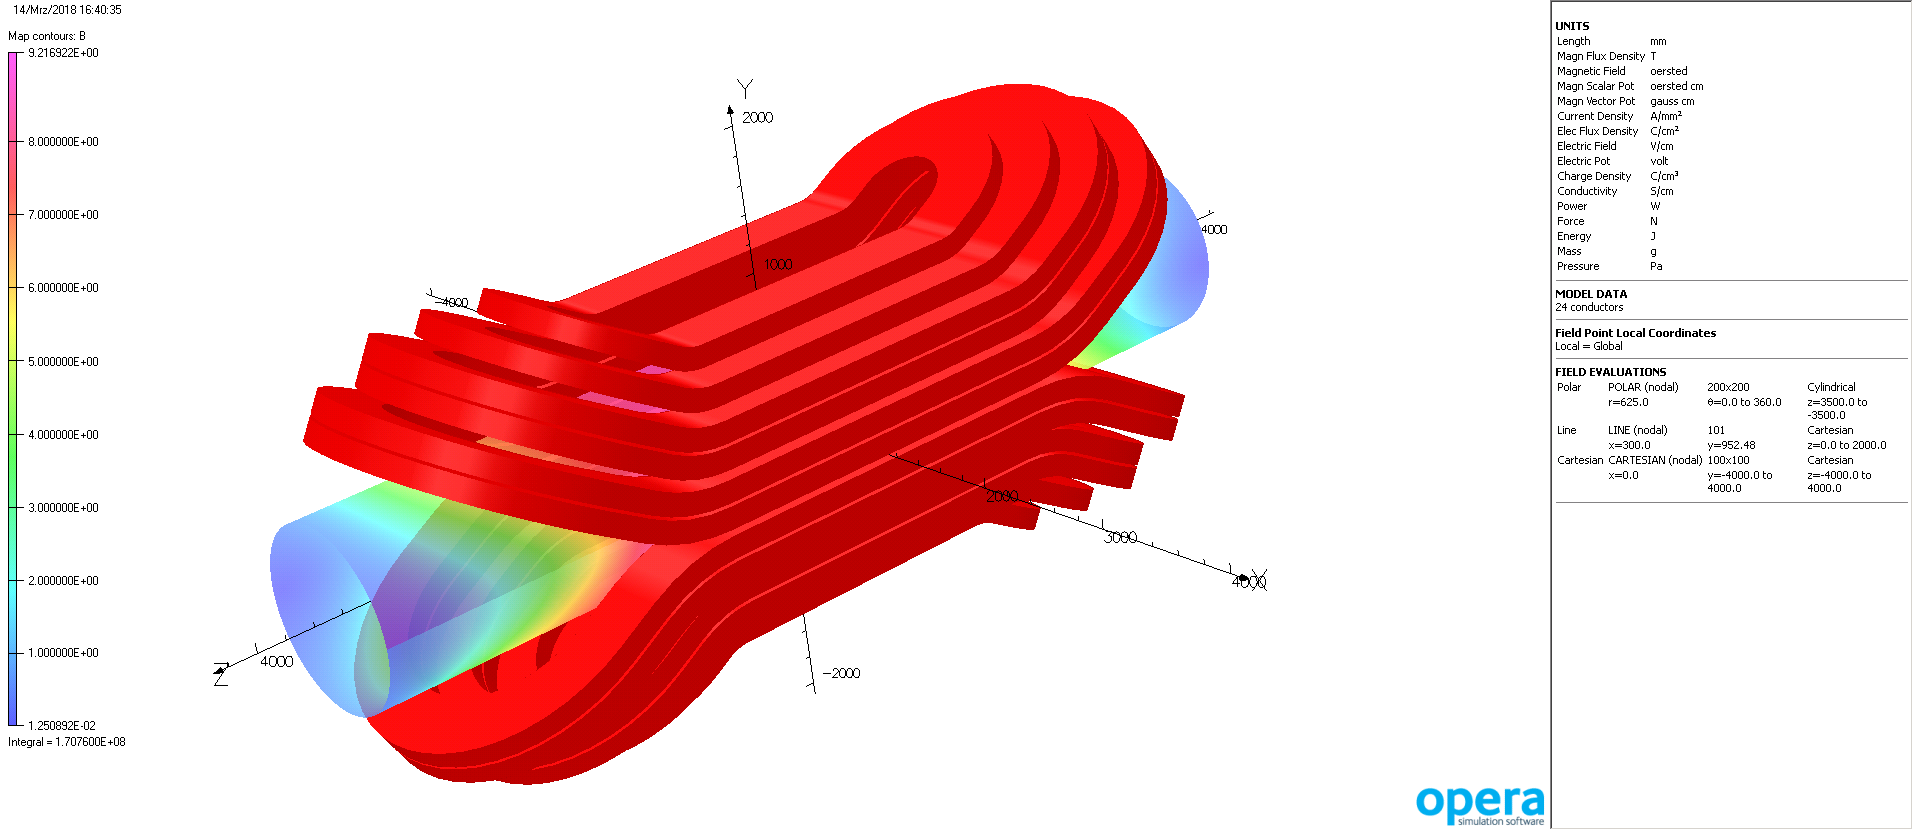 14/Mrz/2018 16:40:35
Map contours: B
9.216922E+00
8.000000E+00
7.000000E+00
6.000000E+00
5.000000E+00
4.000000E+00
3.000000E+00
2.000000E+00
1.000000E+00
1.250892E-02
Integral = 1.707600E+08
Y
2000
1000
4000
-4000
2000
3000
4000
X
Z
4000
-2000
opera
simulation software
UNITS
Length mm
Magn Flux Density T
Magnetic Field oersted
Magn Scalar Pot oersted cm
Magn Vector Pot gauss cm
Current Density A/mm²
Elec Flux Density C/cm²
Electric Field V/cm
Electric Pot volt
Charge Density C/cm³
Conductivity S/cm
Power W
Force N
Energy J
Mass g
Pressure Pa
MODEL DATA
24 conductors
Field Point Local Coordinates
Local = Global
FIELD EVALUATIONS
Polar POLAR (nodal) 200x200 Cylindrical
r=625.0 θ=0.0 to 360.0 z=3500.0 to
-3500.0
Line LINE (nodal) 101 Cartesian
x=300.0 y=952.48 z=0.0 to 2000.0
Cartesian CARTESIAN (nodal) 100x100 Cartesian
x=0.0 y=-4000.0 to z=-4000.0 to
4000.0 4000.0